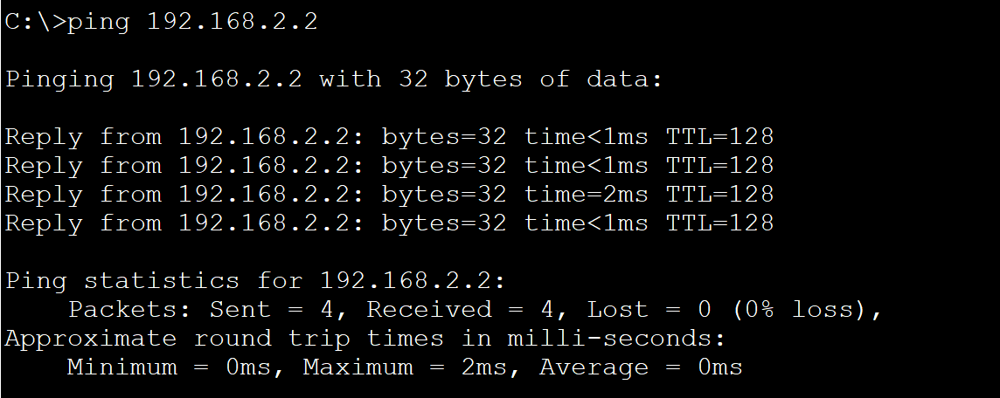 C:\>ping 192.168.2.2
Pinging 192.168.2.2 with 32 bytes of data:
Reply from 192.168.2.2: bytes=32 time<1ms TTL=128
Reply from 192.168.2.2: bytes=32 time<1ms TTL=128
Reply from 192.168.2.2: bytes=32 time=2ms TTL=128
Reply from 192.168.2.2: bytes=32 time<1ms TTL=128
Ping statistics for 192.168.2.2:
    Packets: Sent = 4, Received = 4, Lost = 0 (0% loss),
Approximate round trip times in milli-seconds:
    Minimum = 0ms, Maximum = 2ms, Average = 0ms